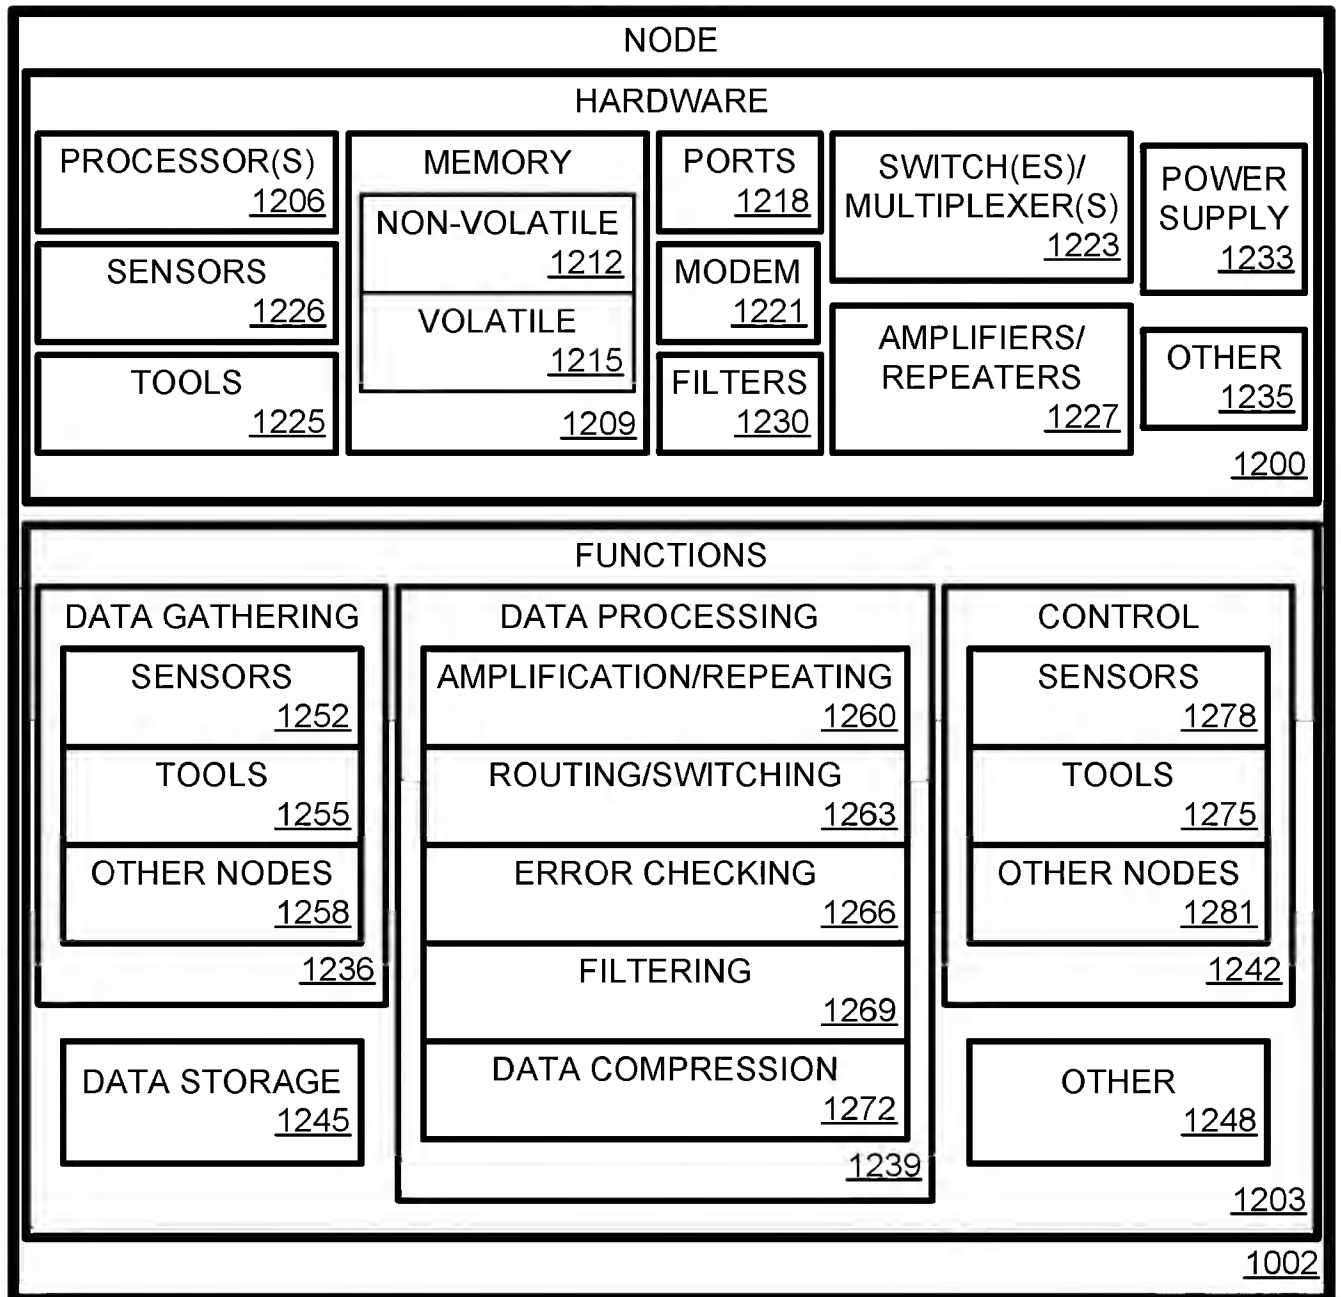 NODE
HARDWARE
PROCESSOR(S)
1206
SENSORS
1226
TOOLS
1225
MEMORY
NON-VOLATILE
1212
VOLATILE
1215
1209
PORTS
1218
MODEM
1221
FILTERS
1230
SWITCH(ES)/
MULTIPLEXER(S)
1223
AMPLIFIERS/
REPEATERS
1227
POWER
SUPPLY
1233
OTHER
1235
1200
FUNCTIONS
DATA GATHERING
SENSORS
1252
TOOLS
1255
OTHER NODES
1258
1236
DATA STORAGE
1245
DATA PROCESSING
AMPLIFICATION/REPEATING
1260
ROUTING/SWITCHING
1263
ERROR CHECKING
1266
FILTERING
1269
DATA COMPRESSION
1272
1239
CONTROL
SENSORS
1278
TOOLS
1275
OTHER NODES
1281
1242
OTHER
1248
1203
1002